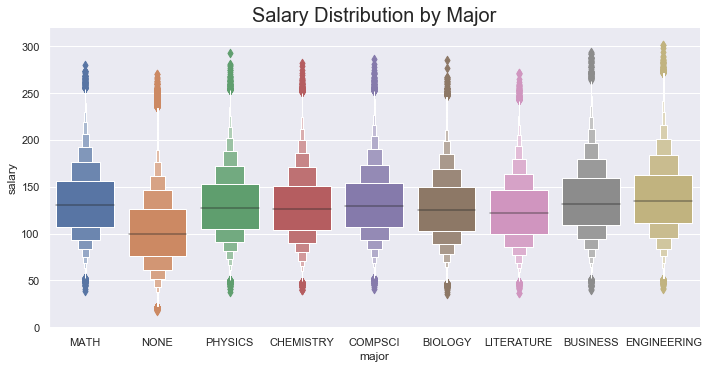 Salary Distribution by Major
salary
300
250
200
150
100
50
0
MATH NONE PHYSICS CHEMISTRY COMPSCI BIOLOGY LITERATURE BUSINESS ENGINEERING
major